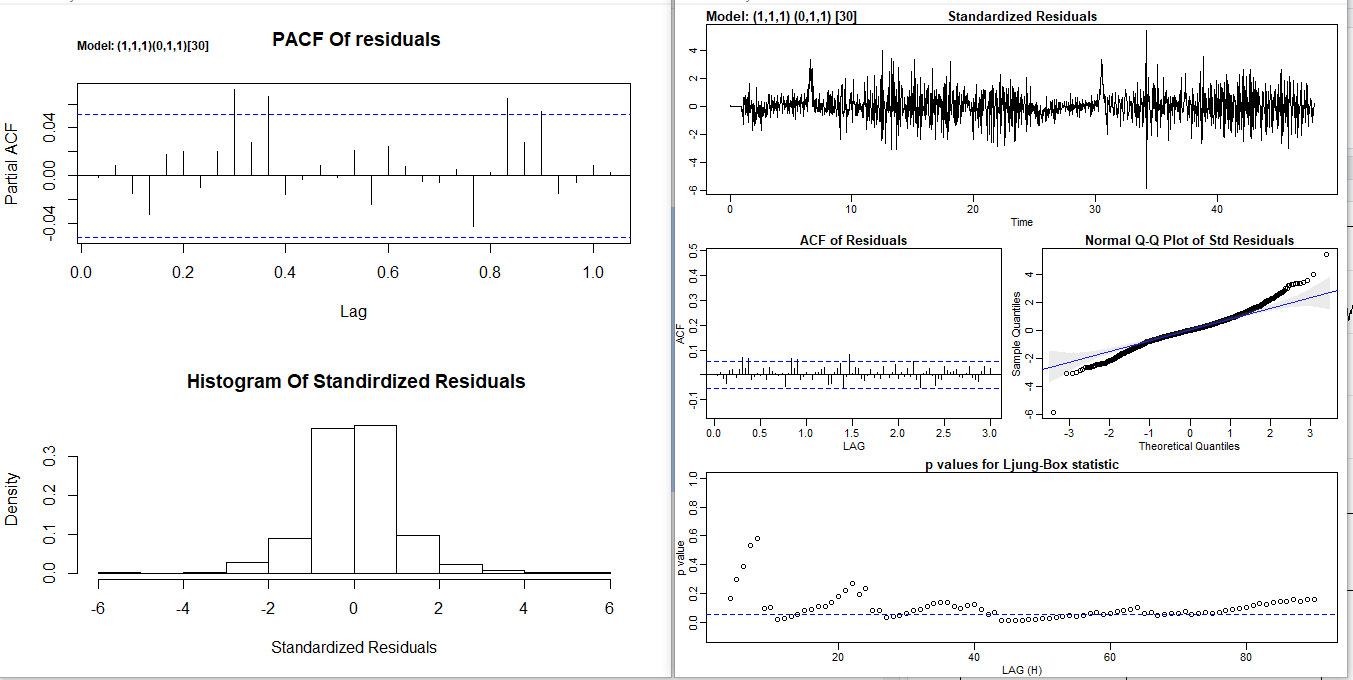 PACF Of residuals
Model: (1,1,1)(0,1,1)[30]
Partial ACF
0.04
0.00
-0.04
0.0 0.2 0.4 0.6 0.8 1.0
Lag
Histogram Of Standirdized Residuals
Density
0.3
0.2
0.1
0.0
-6 -4 -2 0 2 4 6
Standardized Residuals
Model: (1,1,1) (0,1,1) [30] Standardized Residuals
4
2
0
-2
-4
-6
0 10 20 30 40
Time
ACF of Residuals
ACF
0.5
0.4
0.3
0.2
0.1
-0.1
0.0 0.5 1.0 1.5 2.0 2.5 3.0
LAG
Normal Q-Q Plot of Std Residuals
Sample Quantiles
4
2
0
-2
-4
-6
-3 -2 -1 0 1 2 3
Theoretical Quantiles
p values for Ljung-Box statistic
p value
1.0
0.8
0.6
0.4
0.2
0.0
20 40 60 80
LAG (H)